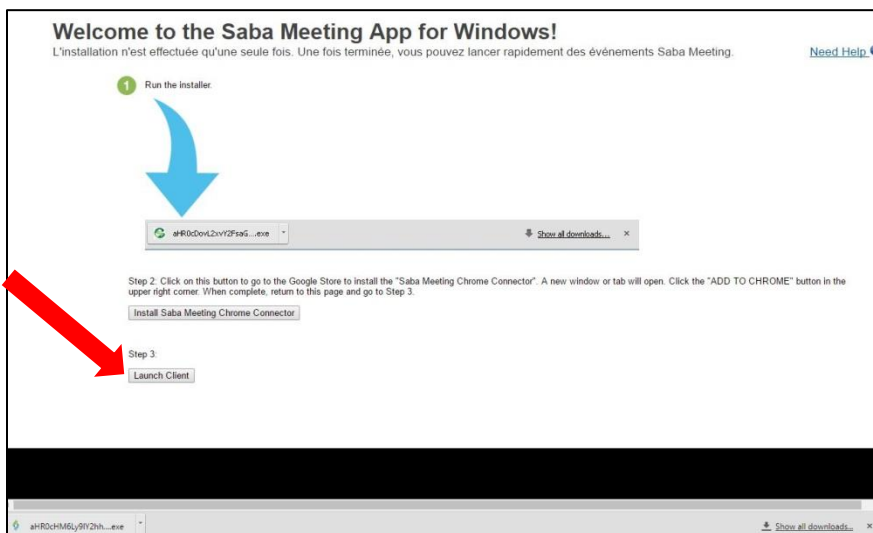 Welcome to the Saba Meeting App for Windows!
L'installation n'est effectuée qu'une seule fois. Une fois terminée, vous pouvez lancer rapidement des événements Saba Meeting.
Need Help
1 Run the installer.
aHR0cDovL2xvY2FsaG....exe
Show all downloads... ×
Step 2: Click on this button to go to the Google Store to install the "Saba Meeting Chrome Connector". A new window or tab will open. Click the "ADD TO CHROME" button in the
upper right corner. When complete, return to this page and go to Step 3.
Install Saba Meeting Chrome Connector
Step 3:
Launch Client
aHR0cHM6Ly9lY2hh....exe
Show all downloads... ×